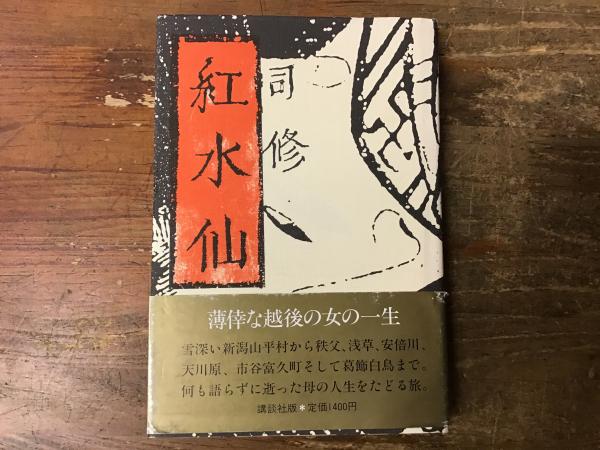 紅水仙
司修
薄倖な越後の女の一生
雪深い新潟山平村から秩父、浅草、安倍川、
天川原、市谷富久町そして葛飾白鳥まで。
何も語らずに逝った母の人生をたどる旅。
講談社版＊定価1400円